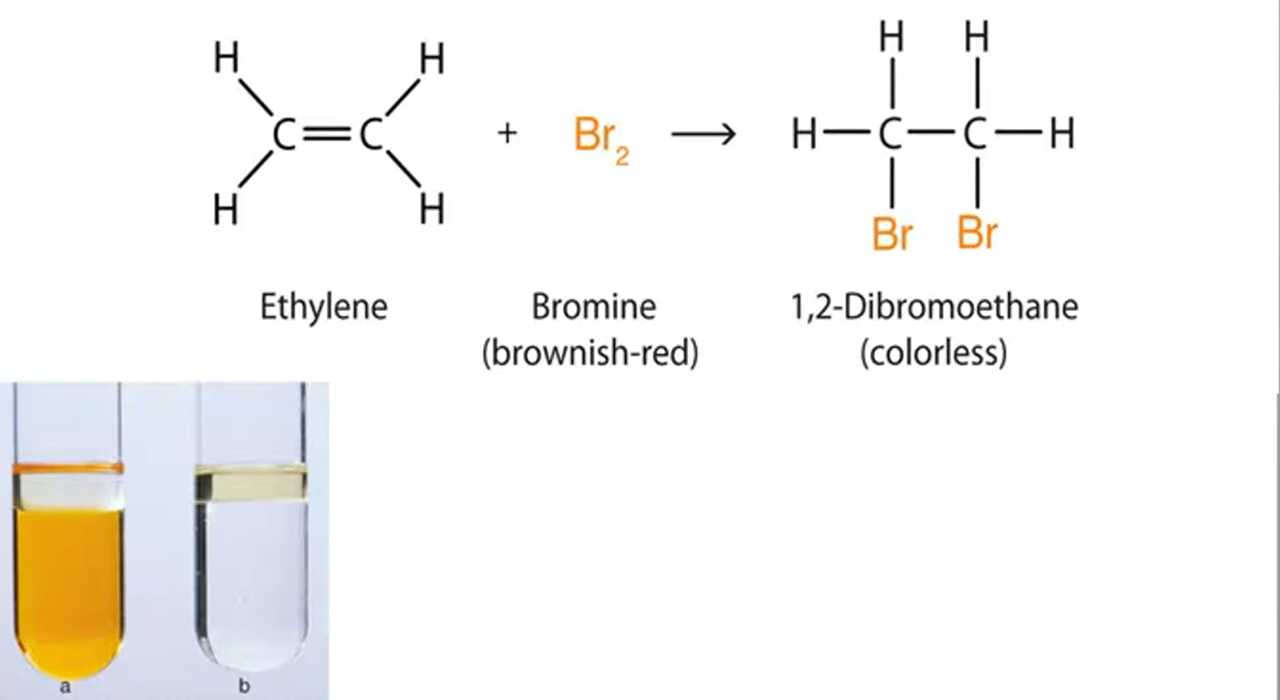 H H
C=C
H H
+ Br₂ →
H H
H—C—C—H
Br Br
Ethylene
Bromine
(brownish-red)
1,2-Dibromoethane
(colorless)
a b